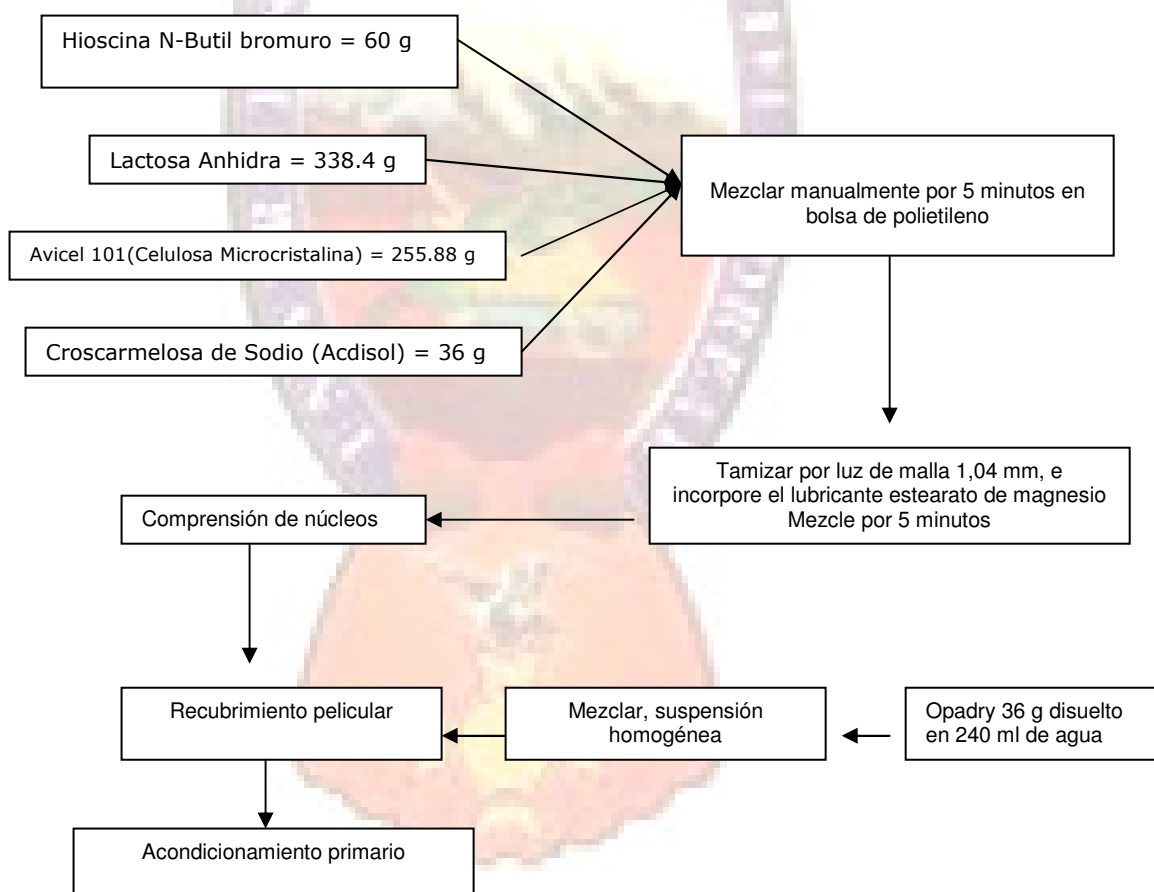 Hioscina N-Butil bromuro = 60 g
Lactosa Anhidra = 338.4 g
Mezclar manualmente por 5 minutos en
bolsa de polietileno
Avicel 101(Celulosa Microcristalina) = 255.88 g
Croscarmelosa de Sodio (Acdisol) = 36 g
Tamizar por luz de malla 1,04 mm, e
incorpore el lubricante estearato de magnesio
Mezcle por 5 minutos
Comprensión de núcleos
Recubrimiento pelicular
Mezclar, suspensión
homogénea
Opadry 36 g disuelto
en 240 ml de agua
Acondicionamiento primario